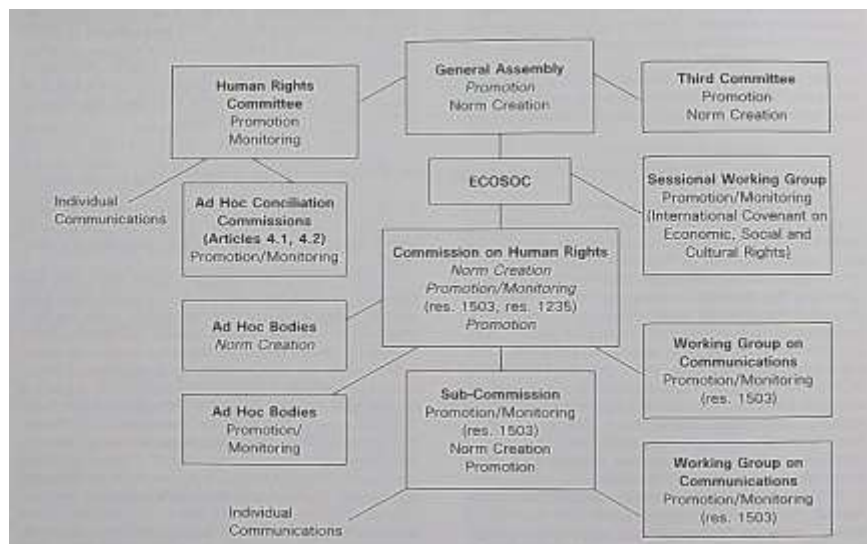 General Assembly
Promotion
Norm Creation
Human Rights
Committee
Promotion
Monitoring
Third Committee
Promotion
Norm Creation
Individual
Communications
Ad Hoc Conciliation
Commissions
(Articles 4.1, 4.2)
Promotion/Monitoring
ECOSOC
Sessional Working Group
Promotion/Monitoring
(International Covenant on
Economic, Social and
Cultural Rights)
Commission on Human Rights
Norm Creation
Promotion/Monitoring
(res. 1503, res. 1235)
Promotion
Ad Hoc Bodies
Norm Creation
Working Group on
Communications
Promotion/Monitoring
(res. 1503)
Ad Hoc Bodies
Promotion/
Monitoring
Sub-Commission
Promotion/Monitoring
(res. 1503)
Norm Creation
Promotion
Working Group on
Communications
Promotion/Monitoring
(res. 1503)
Individual
Communications